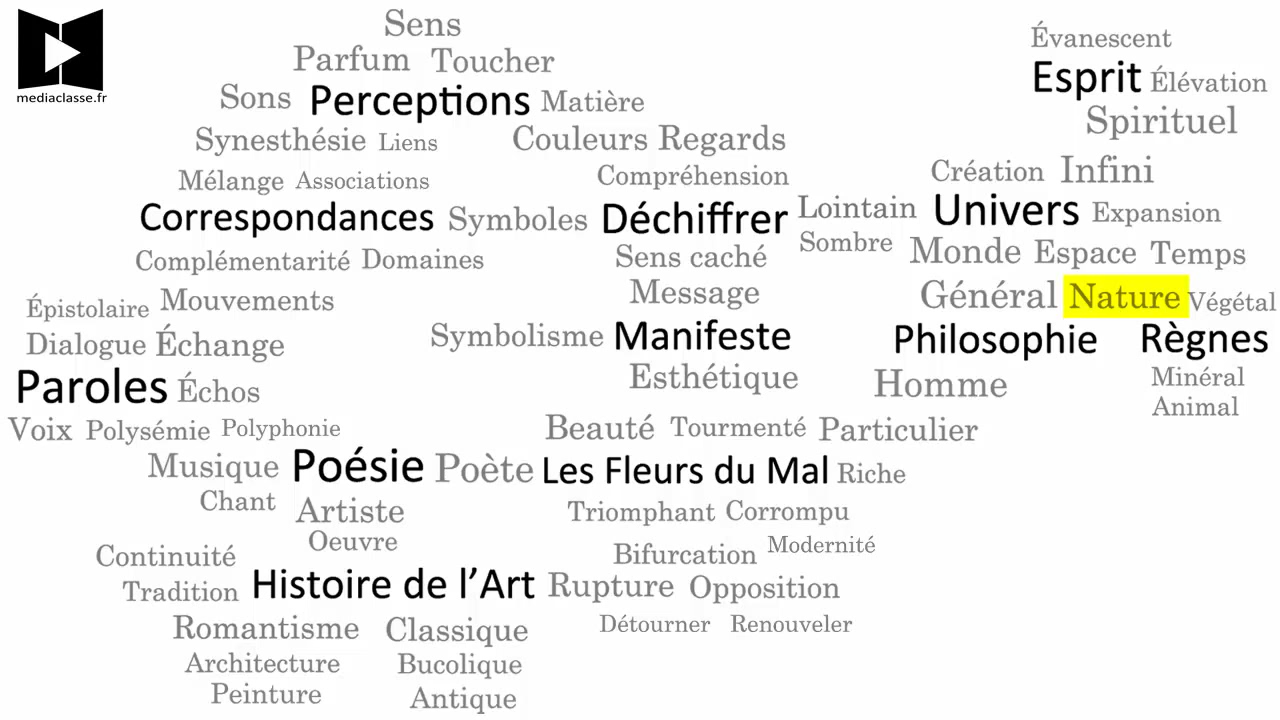 mediaclasse.fr
Sens
Parfum Toucher
Sons Perceptions Matière
Synesthésie Liens Couleurs Regards
Mélange Associations Compréhension
Correspondances Symboles Déchiffrer
Complémentarité Domaines Sens caché
Message
Évanescent
Esprit Élévation
Spirituel
Création Infini
Lointain Univers Expansion
Sombre Monde Espace Temps
Général Nature Végétal
Philosophie Règnes
Homme Minéral
Animal
Épistolaire Mouvements
Dialogue Échange
Paroles Échos
Voix Polysémie Polyphonie
Symbolisme Manifeste
Esthétique
Beauté Tourmenté Particulier
Musique Poésie Poète Les Fleurs du Mal Riche
Chant Artiste Triomphant Corrompu
Oeuvre
Continuité Bifurcation Modernité
Tradition Histoire de l’Art Rupture Opposition
Romantisme Classique Détourner Renouveler
Architecture Bucolique
Peinture Antique